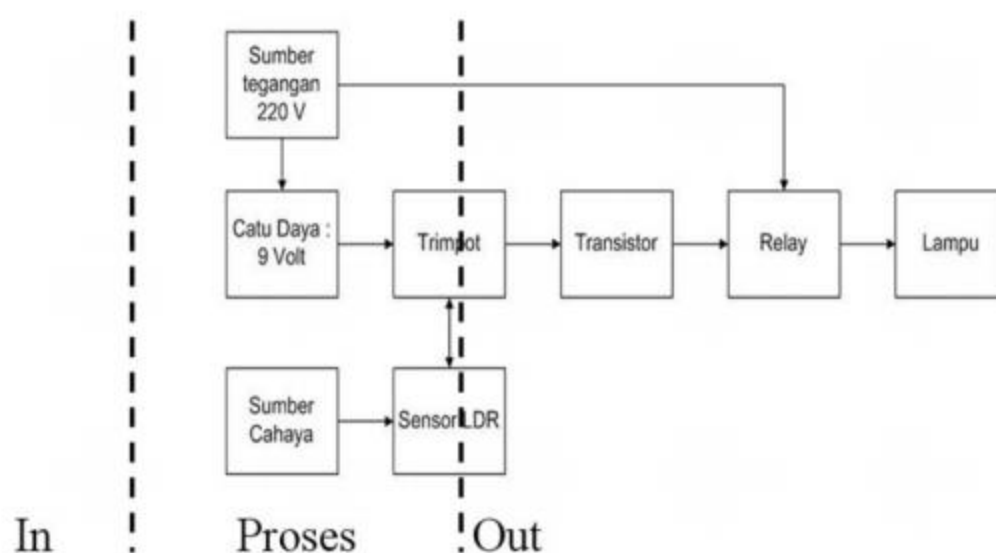 Sumber
tegangan
220 V
Catu Daya :
9 Volt
Trimpot
Transistor
Relay
Lampu
Sumber
Cahaya
Sensor LDR
In
Proses
Out